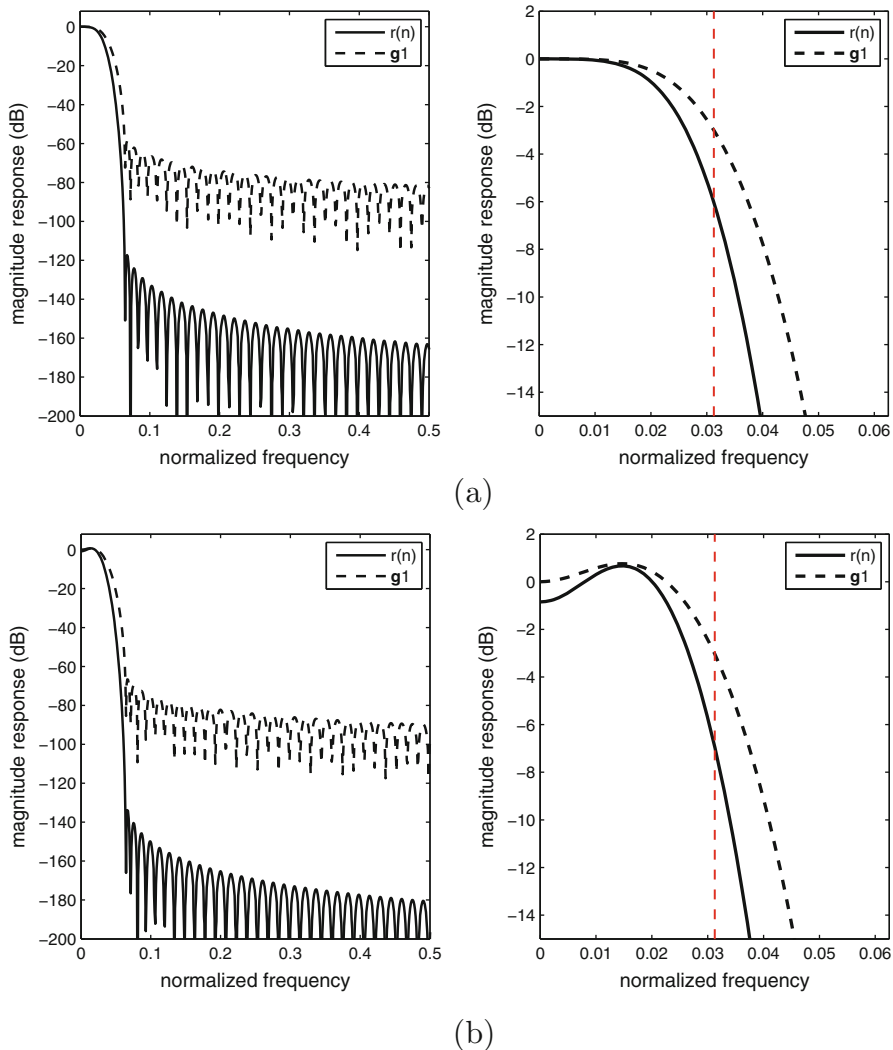 0
−20
−40
−60
−80
−100
−120
−140
−160
−180
−200
0 0.1 0.2 0.3 0.4 0.5
magnitude response (dB)
normalized frequency
r(n)
g1
2
0
−2
−4
−6
−8
−10
−12
−14
0 0.01 0.02 0.03 0.04 0.05 0.06
magnitude response (dB)
normalized frequency
r(n)
g1
(a)
0
−20
−40
−60
−80
−100
−120
−140
−160
−180
−200
0 0.1 0.2 0.3 0.4 0.5
magnitude response (dB)
normalized frequency
r(n)
g1
2
0
−2
−4
−6
−8
−10
−12
−14
0 0.01 0.02 0.03 0.04 0.05 0.06
magnitude response (dB)
normalized frequency
r(n)
g1
(b)